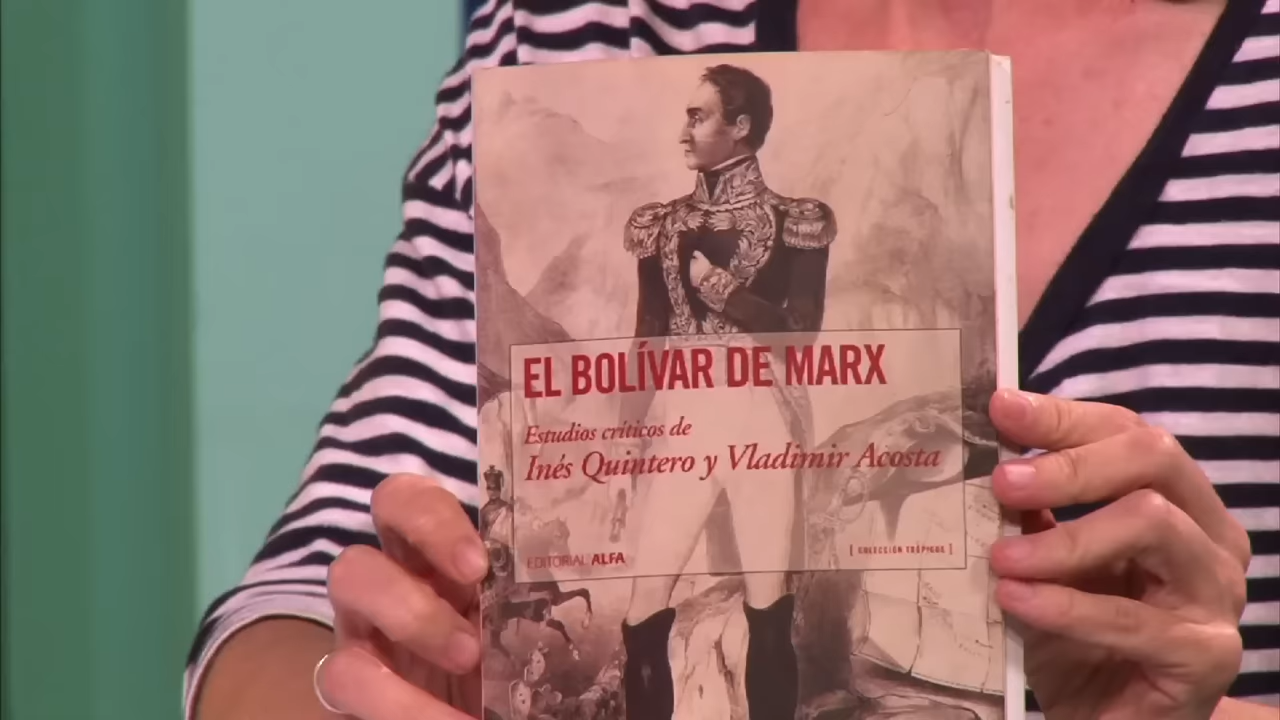 EL BOLÍVAR DE MARX
Estudios críticos de
Inés Quintero y Vladimir Acosta
EDITORIAL ALFA
[ COLECCIÓN TRÓPICOS ]